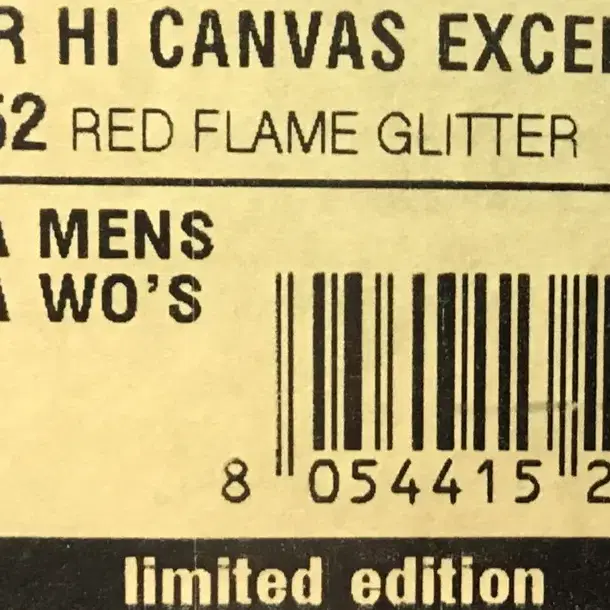 R HI CANVAS EXCE
52 RED FLAME GLITTER
A MENS
A WO'S
8 054415 2
limited edition